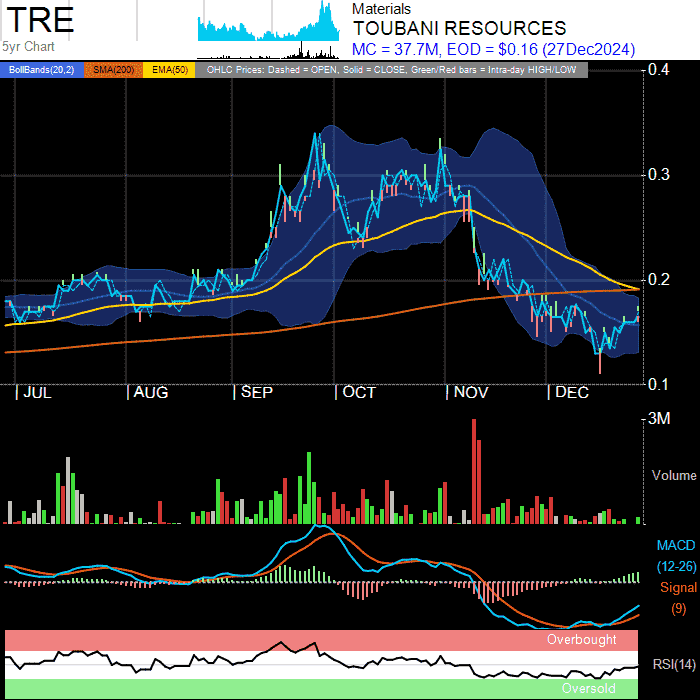 TRE
5yr Chart
Materials
TOUBANI RESOURCES
MC = 37.7M, EOD = $0.16 (27Dec2024)
BollBands(20,2) SMA(200) EMA(50) OHLC Prices: Dashed = OPEN, Solid = CLOSE, Green/Red bars = Intra-day HIGH/LOW
0.4
0.3
0.2
0.1
JUL AUG SEP OCT NOV DEC
3M
Volume
MACD
(12-26)
Signal
(9)
Overbought
RSI(14)
Oversold